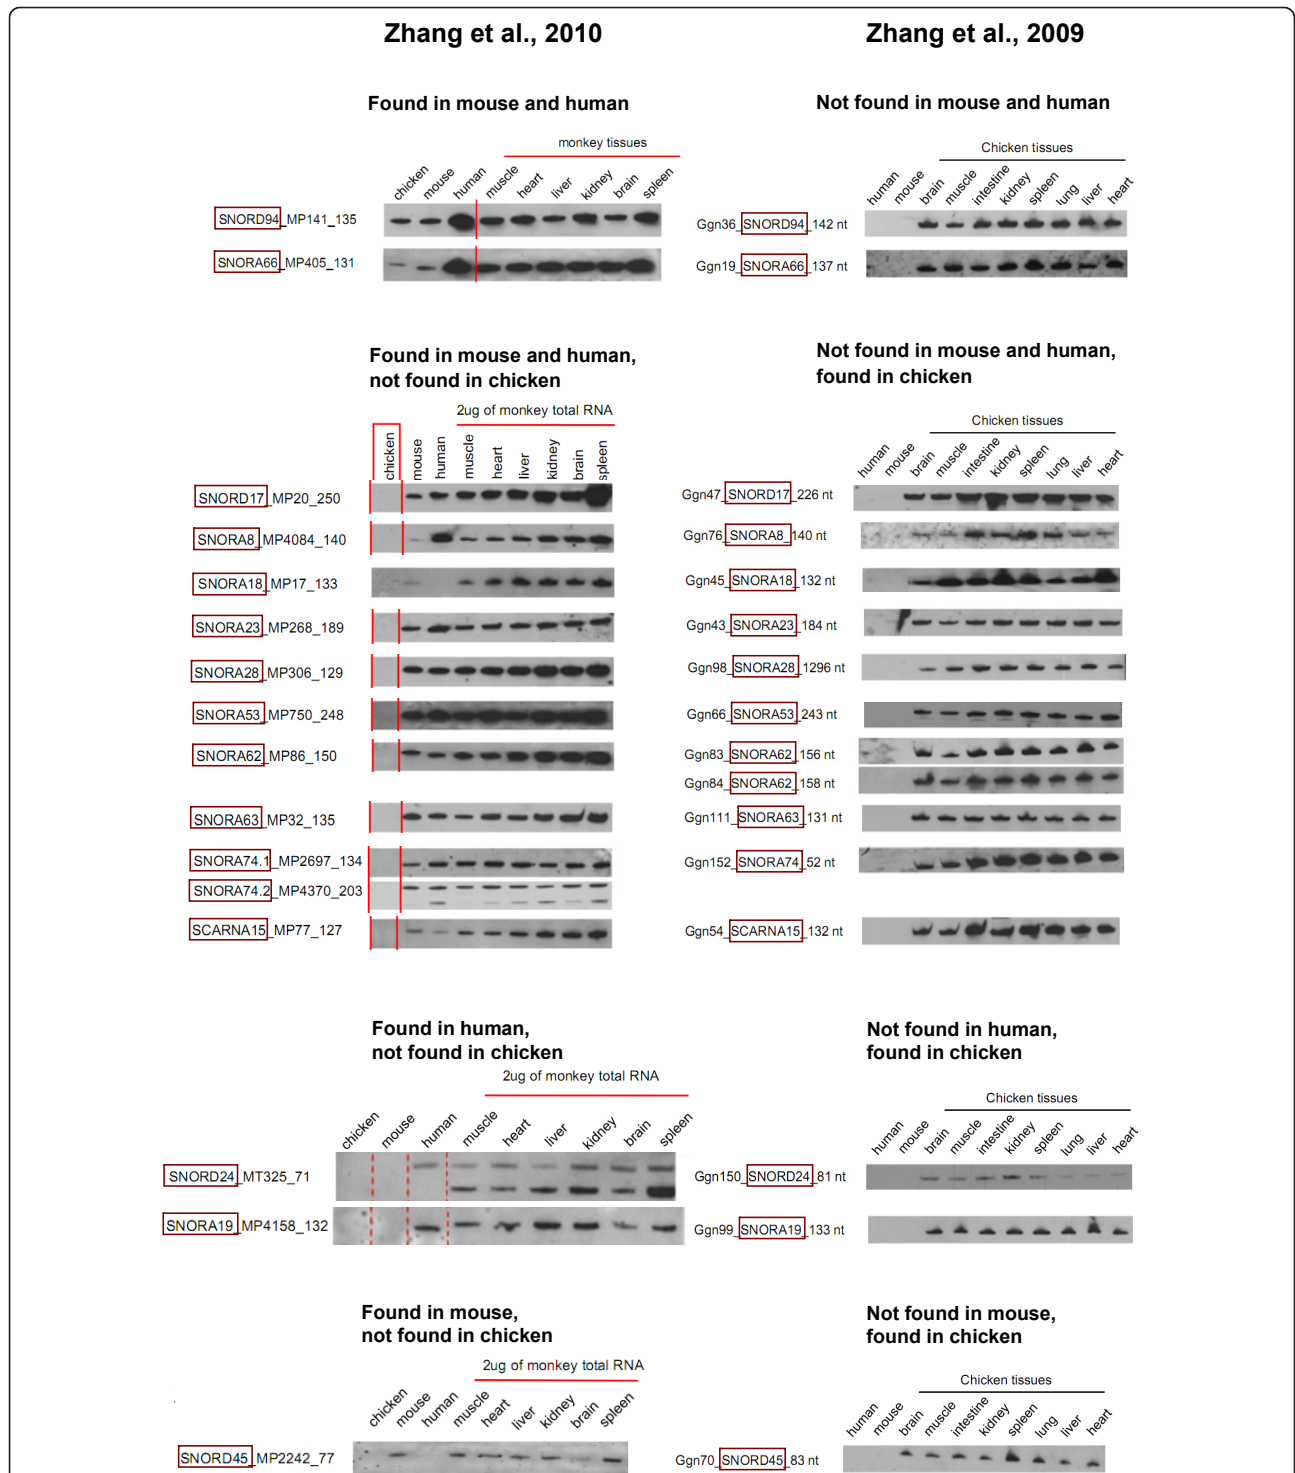 Zhang et al., 2010
Zhang et al., 2009
Found in mouse and human
Not found in mouse and human
monkey tissues
chicken mouse human muscle heart liver kidney brain spleen
Chicken tissues
human mouse brain muscle intestine kidney spleen lung liver heart
SNORD94_MP141_135
Ggn36_SNORD94_142 nt
SNORA66_MP405_131
Ggn19_SNORA66_137 nt
Found in mouse and human,
not found in chicken
Not found in mouse and human,
found in chicken
2ug of monkey total RNA
chicken mouse human muscle heart liver kidney brain spleen
Chicken tissues
human mouse brain muscle intestine kidney spleen lung liver heart
SNORD17_MP20_250
Ggn47_SNORD17_226 nt
SNORA8_MP4084_140
Ggn76_SNORA8_140 nt
SNORA18_MP17_133
Ggn45_SNORA18_132 nt
SNORA23_MP268_189
Ggn43_SNORA23_184 nt
SNORA28_MP306_129
Ggn98_SNORA28_1296 nt
SNORA53_MP750_248
Ggn66_SNORA53_243 nt
SNORA62_MP86_150
Ggn83_SNORA62_156 nt
Ggn84_SNORA62_158 nt
SNORA63_MP32_135
Ggn111_SNORA63_131 nt
SNORA74.1_MP2697_134
Ggn152_SNORA74_52 nt
SNORA74.2_MP4370_203
SCARNA15_MP77_127
Ggn54_SCARNA15_132 nt
Found in human,
not found in chicken
Not found in human,
found in chicken
2ug of monkey total RNA
chicken mouse human muscle heart liver kidney brain spleen
Chicken tissues
human mouse brain muscle intestine kidney spleen lung liver heart
SNORD24_MT325_71
Ggn150_SNORD24_81 nt
SNORA19_MP4158_132
Ggn99_SNORA19_133 nt
Found in mouse,
not found in chicken
Not found in mouse,
found in chicken
2ug of monkey total RNA
chicken mouse human muscle heart liver kidney brain spleen
Chicken tissues
human mouse brain muscle intestine kidney spleen lung liver heart
SNORD45_MP2242_77
Ggn70_SNORD45_83 nt